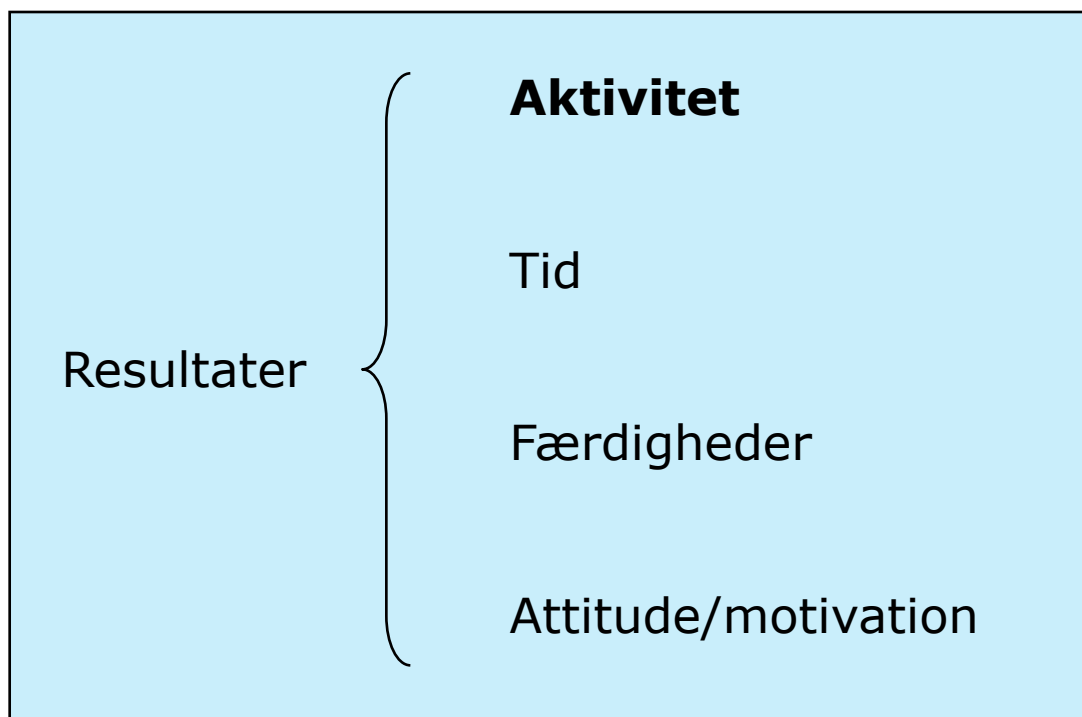 Aktivitet
Tid
Resultater
Færdigheder
Attitude/motivation